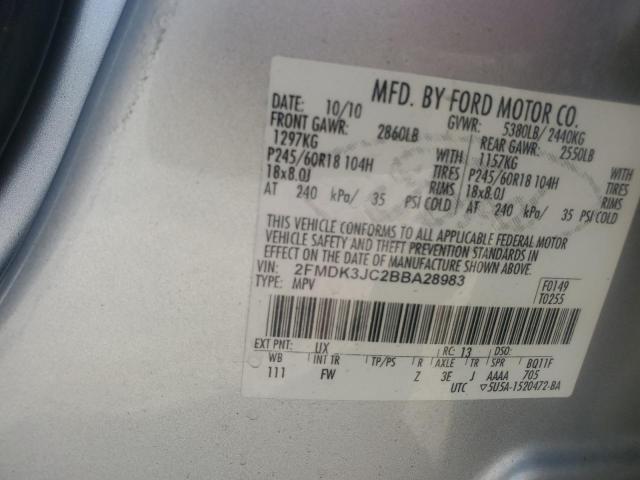 MFD. BY FORD MOTOR CO.
DATE: 10/10 GVWR: 5380LB/ 2440KG
FRONT GAWR: 2860LB REAR GAWR: 2550LB
1297KG 1157KG
P245/60R18 104H TIRES P245/60R18 104H TIRES
18x8.0J RIMS 18x8.0J RIMS
AT 240 kPa/ 35 PSI COLD AT 240 kPa/ 35 PSI COLD
THIS VEHICLE CONFORMS TO ALL APPLICABLE FEDERAL MOTOR
VEHICLE SAFETY AND THEFT PREVENTION STANDARDS IN
EFFECT ON THE DATE OF MANUFACTURE SHOWN ABOVE.
VIN: 2FMDK3JC2BBA28983 F0149
TYPE: MPV T0255
EXT PNT: UX RC: 13 DSO:
WB INT TR TP/PS R AXLE TR SPR BQ11F
111 FW Z 3E J AAAA 705
UTC ▽5U5A-1520472-BA